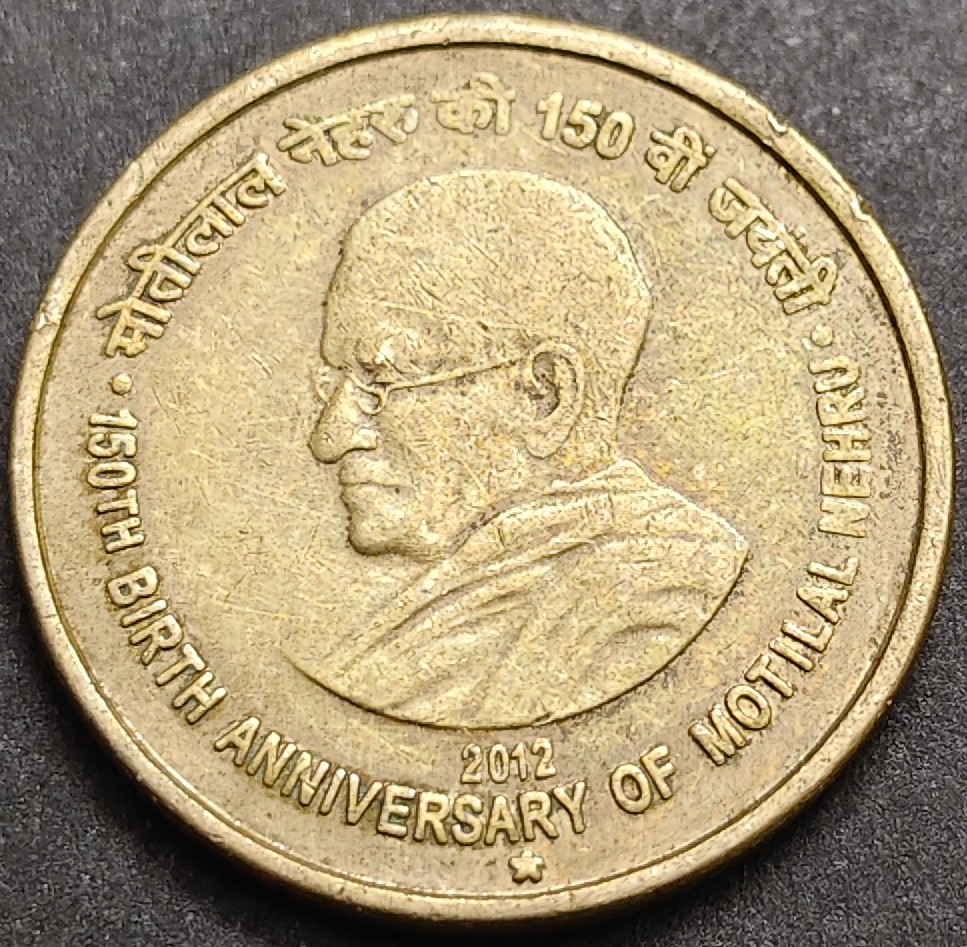 मोतीलाल नेहरु की 150 वीं जयंती
150TH BIRTH ANNIVERSARY OF MOTILAL NEHRU
2012